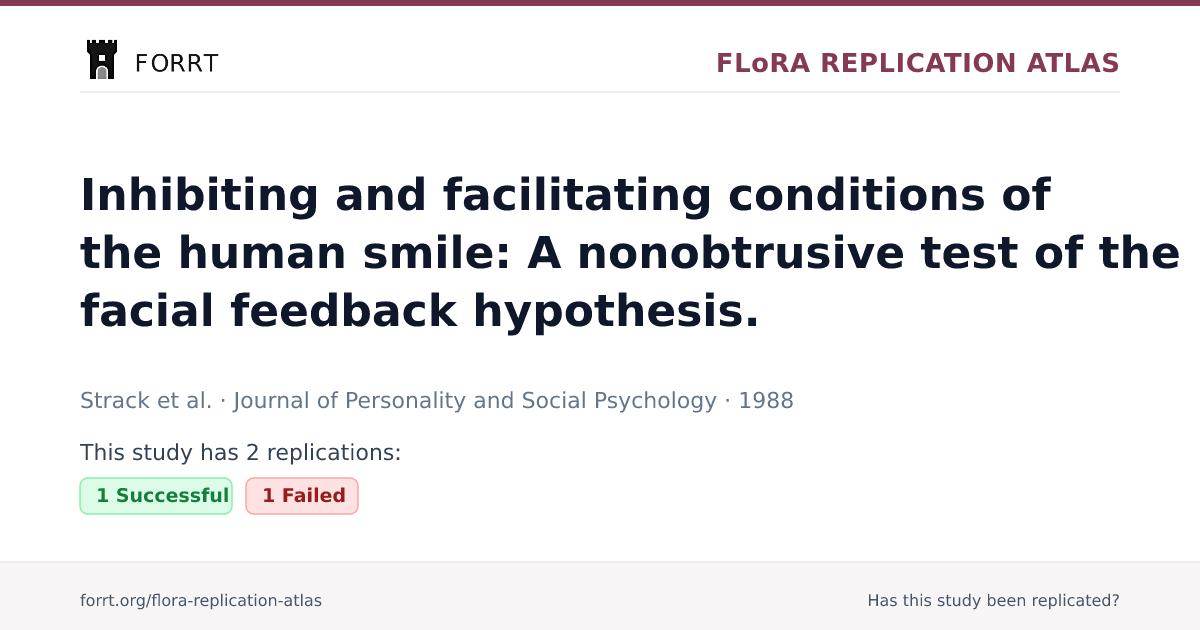 FORRT
FLoRA REPLICATION ATLAS
Inhibiting and facilitating conditions of
the human smile: A nonobtrusive test of the
facial feedback hypothesis.
Strack et al. · Journal of Personality and Social Psychology · 1988
This study has 2 replications:
1 Successful
1 Failed
forrt.org/flora-replication-atlas
Has this study been replicated?